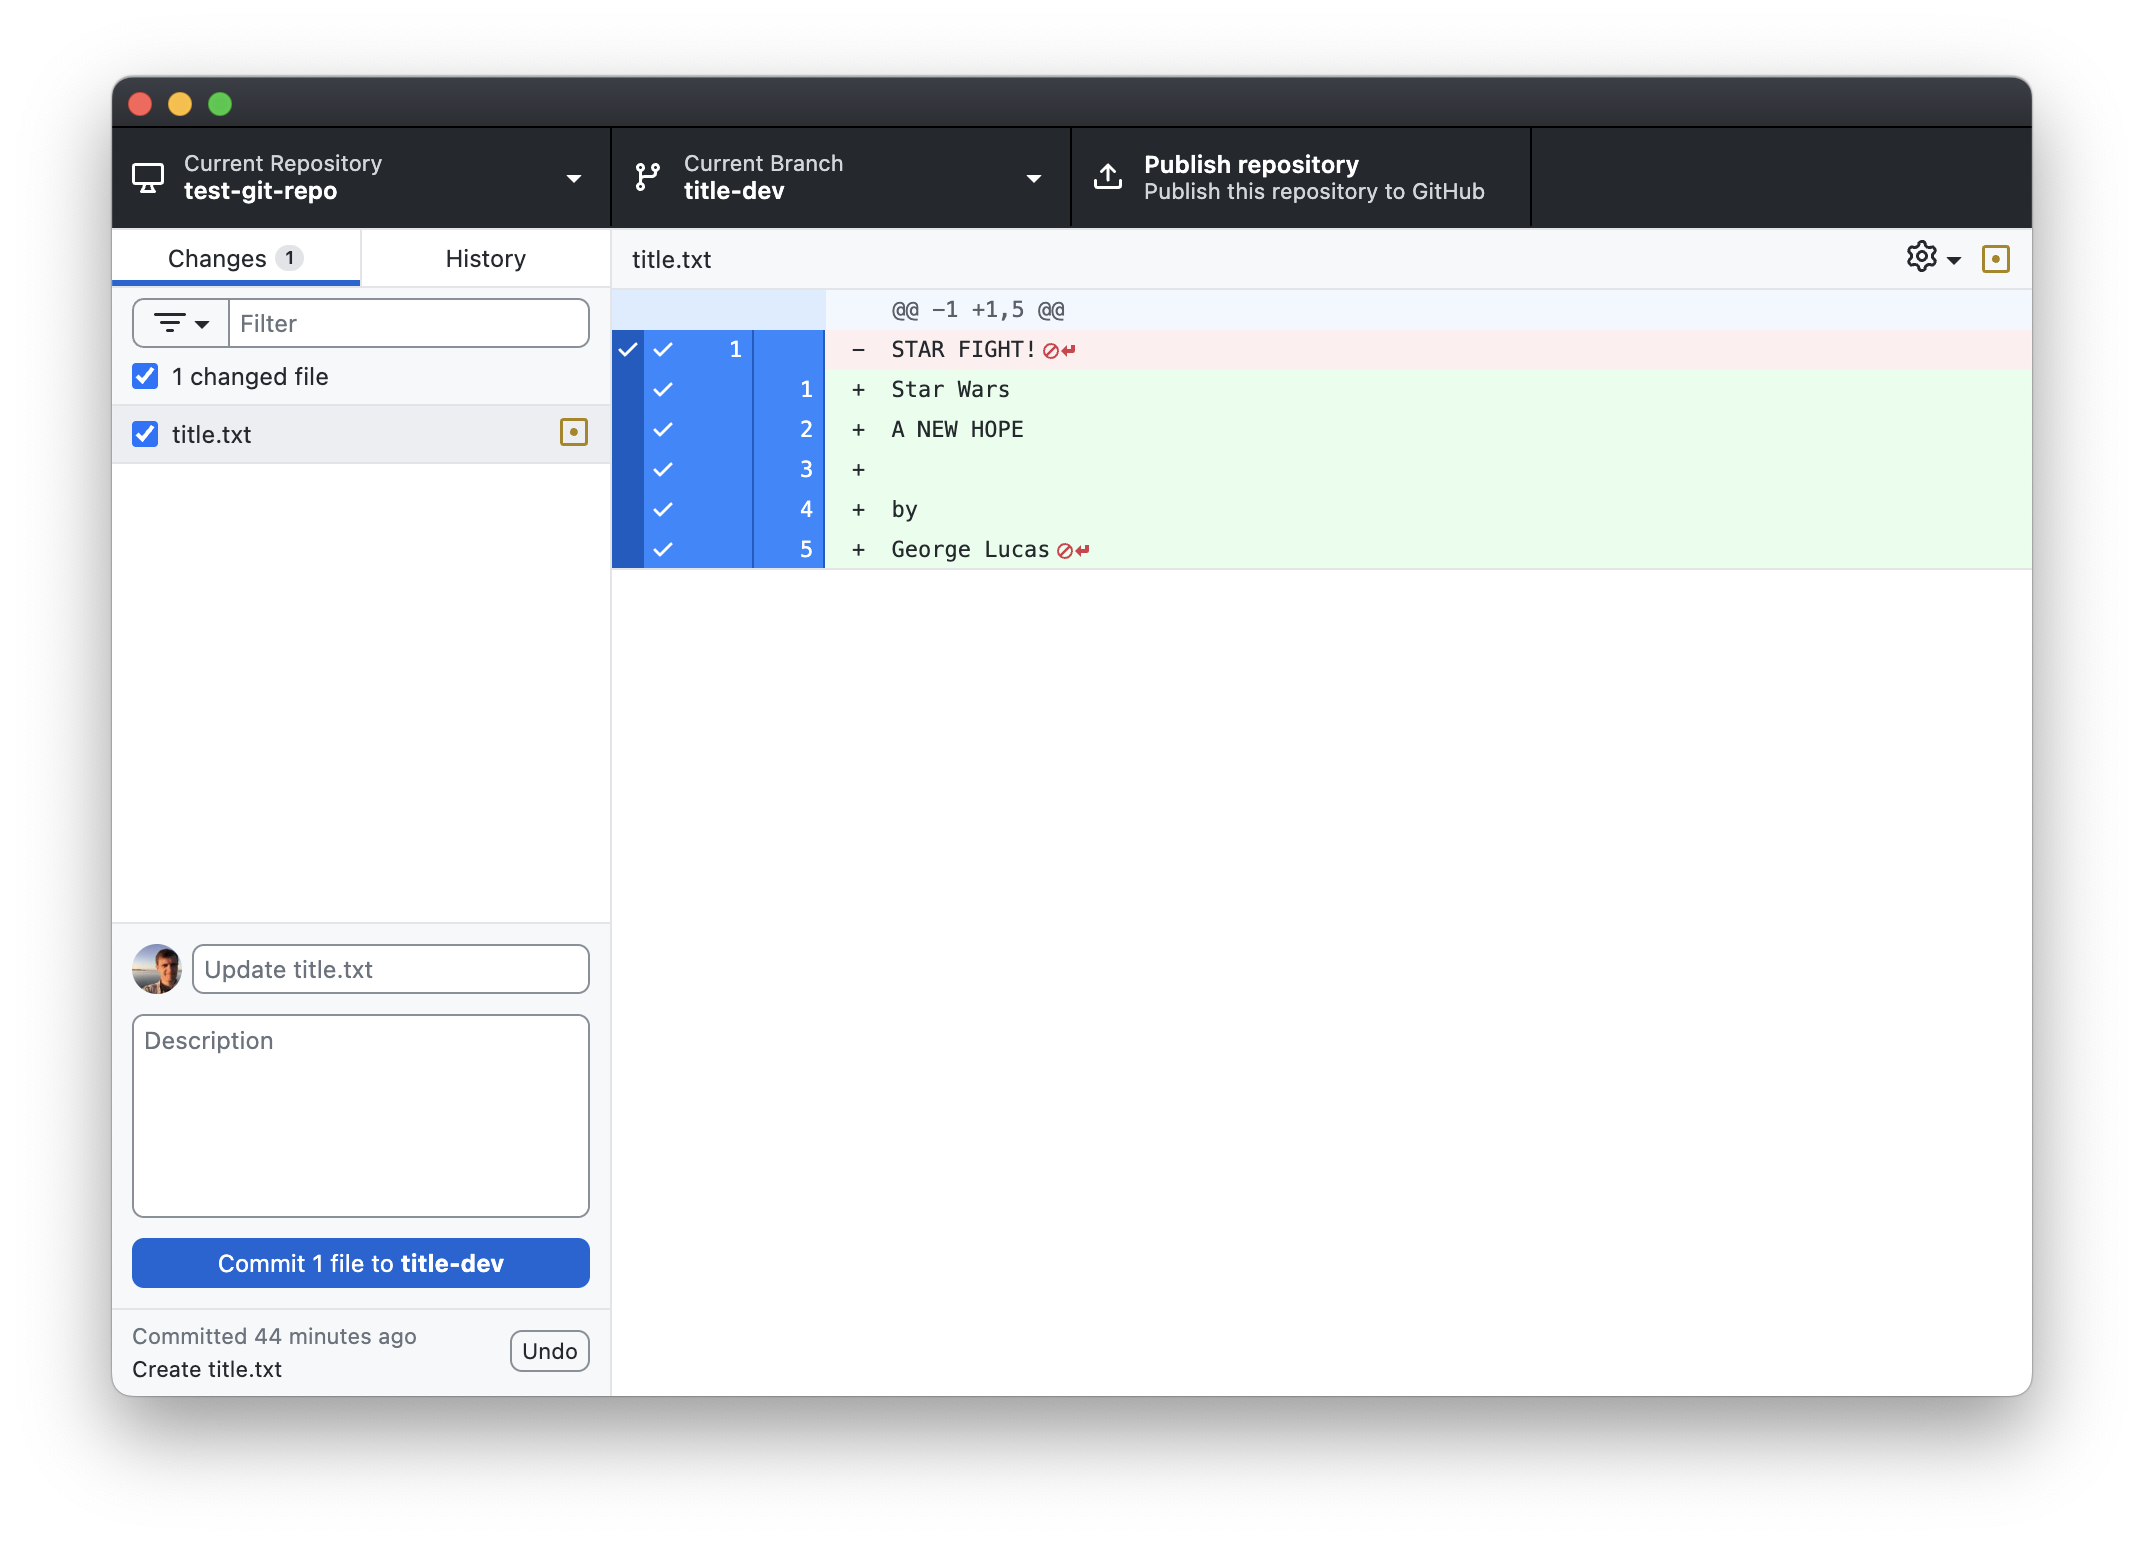 Current Repository
test-git-repo
Current Branch
title-dev
Publish repository
Publish this repository to GitHub
Changes 1
History
Filter
1 changed file
title.txt
Update title.txt
Description
Commit 1 file to title-dev
Committed 44 minutes ago
Create title.txt
Undo
title.txt
@@ -1 +1,5 @@
1 - STAR FIGHT!
1 + Star Wars
2 + A NEW HOPE
3 +
4 + by
5 + George Lucas